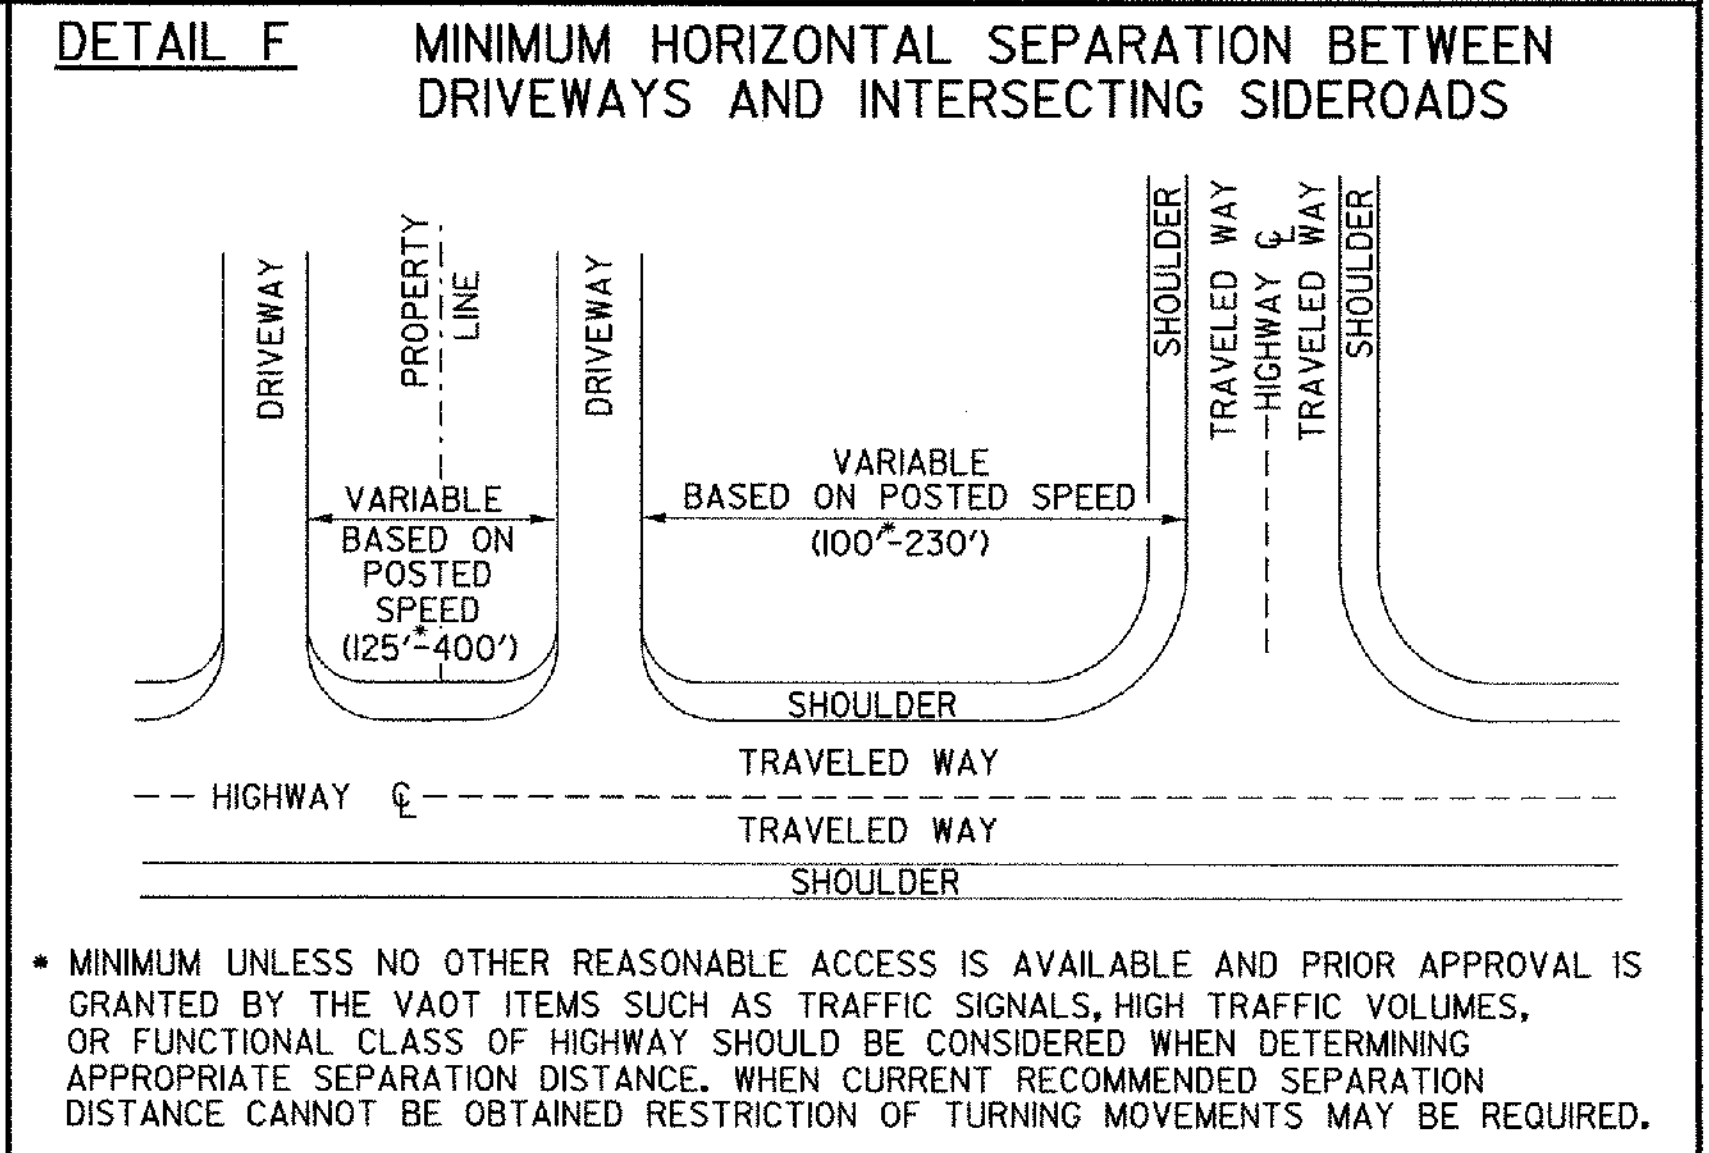 DETAIL F
MINIMUM HORIZONTAL SEPARATION BETWEEN
DRIVEWAYS AND INTERSECTING SIDEROADS
DRIVEWAY
PROPERTY
LINE
DRIVEWAY
SHOULDER
TRAVELED WAY
HIGHWAY ℄
TRAVELED WAY
SHOULDER
VARIABLE
BASED ON
POSTED
SPEED
(125'*-400')
VARIABLE
BASED ON POSTED SPEED
(100'*-230')
SHOULDER
TRAVELED WAY
HIGHWAY ℄
TRAVELED WAY
SHOULDER
* MINIMUM UNLESS NO OTHER REASONABLE ACCESS IS AVAILABLE AND PRIOR APPROVAL IS
GRANTED BY THE VAOT ITEMS SUCH AS TRAFFIC SIGNALS, HIGH TRAFFIC VOLUMES,
OR FUNCTIONAL CLASS OF HIGHWAY SHOULD BE CONSIDERED WHEN DETERMINING
APPROPRIATE SEPARATION DISTANCE. WHEN CURRENT RECOMMENDED SEPARATION
DISTANCE CANNOT BE OBTAINED RESTRICTION OF TURNING MOVEMENTS MAY BE REQUIRED.